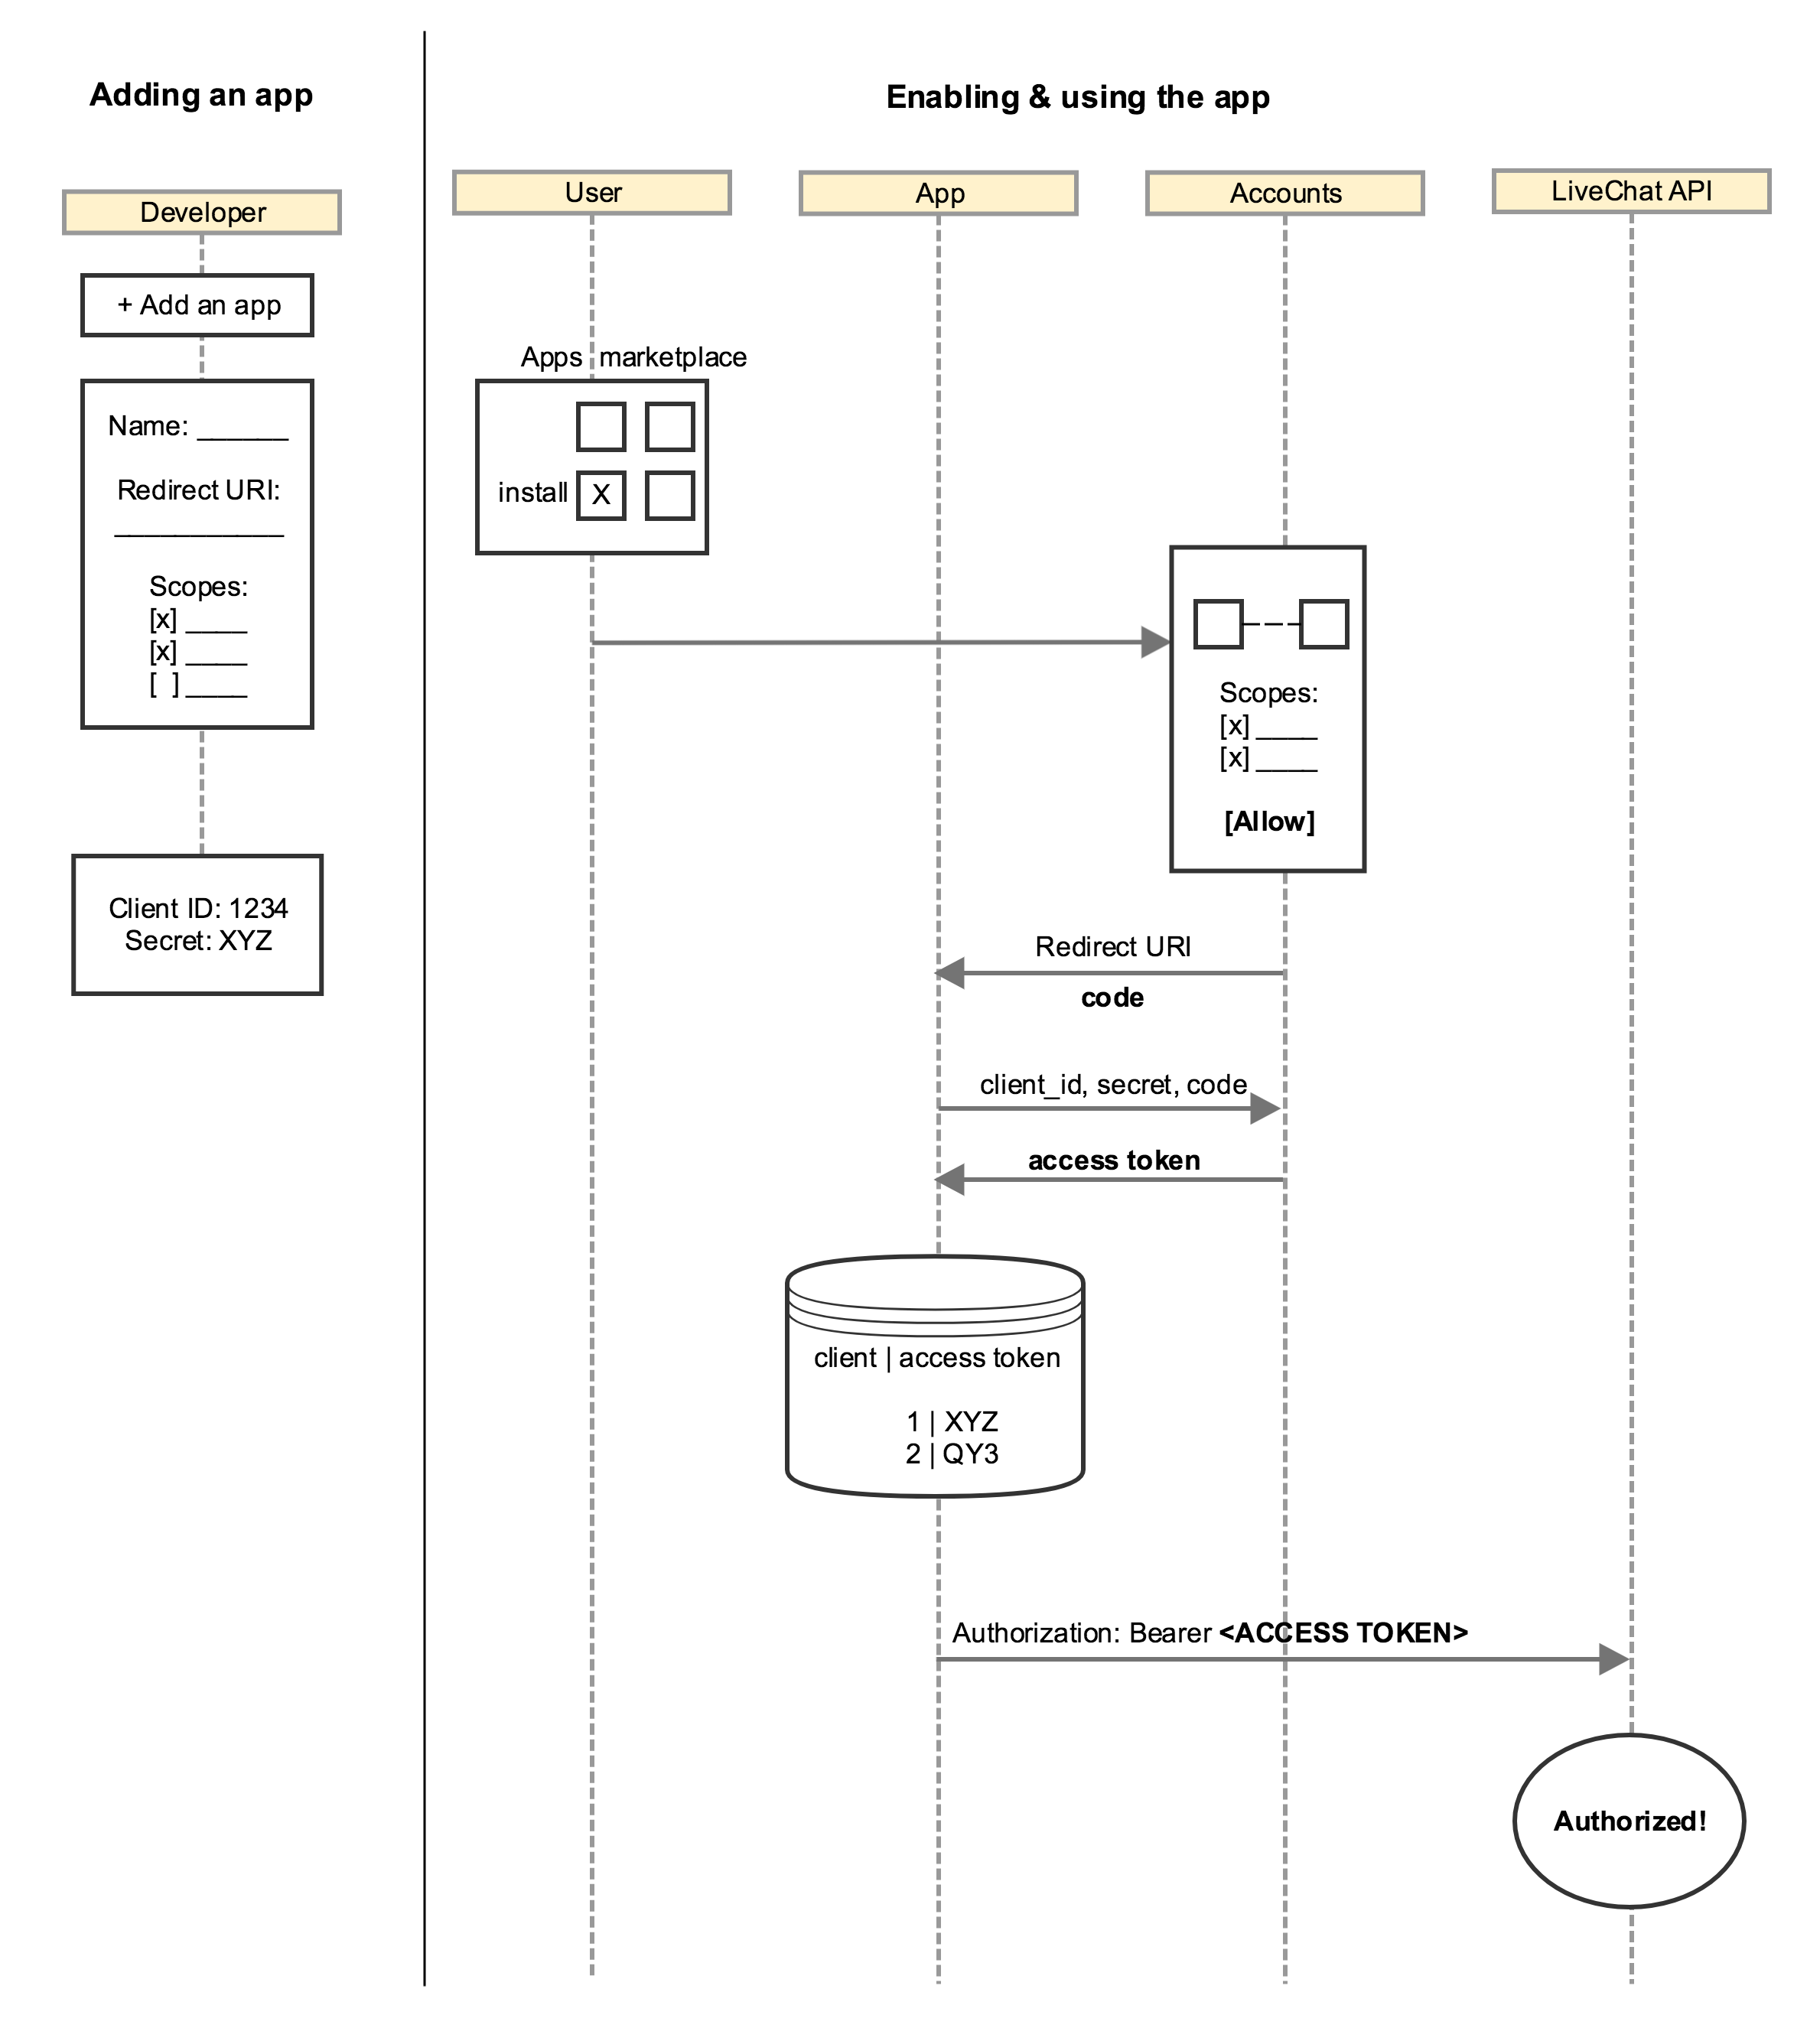 Adding an app
Developer
+ Add an app
Name: ______
Redirect URI:
___________
Scopes:
[x] ____
[x] ____
[  ] ____
Client ID: 1234
Secret: XYZ
Enabling & using the app
User
App
Accounts
LiveChat API
Apps marketplace
install X
Scopes:
[x] ____
[x] ____
[Allow]
Redirect URI
code
client_id, secret, code
access token
client | access token
1 | XYZ
2 | QY3
Authorization: Bearer <ACCESS TOKEN>
Authorized!